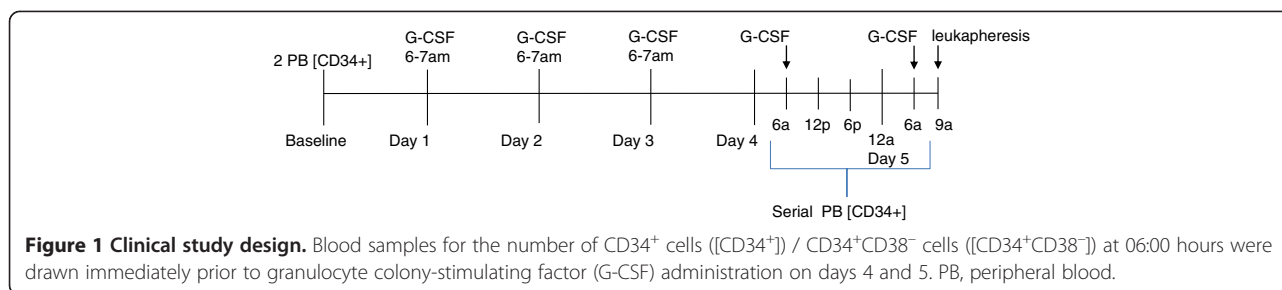 G-CSF G-CSF G-CSF G-CSF G-CSF leukapheresis
2 PB [CD34+] 6-7am 6-7am 6-7am
6a 12p 6p 6a 9a
Baseline Day 1 Day 2 Day 3 Day 4 12a
Day 5
Serial PB [CD34+]
Figure 1 Clinical study design. Blood samples for the number of CD34⁺ cells ([CD34⁺]) / CD34⁺CD38⁻ cells ([CD34⁺CD38⁻]) at 06:00 hours were
drawn immediately prior to granulocyte colony-stimulating factor (G-CSF) administration on days 4 and 5. PB, peripheral blood.